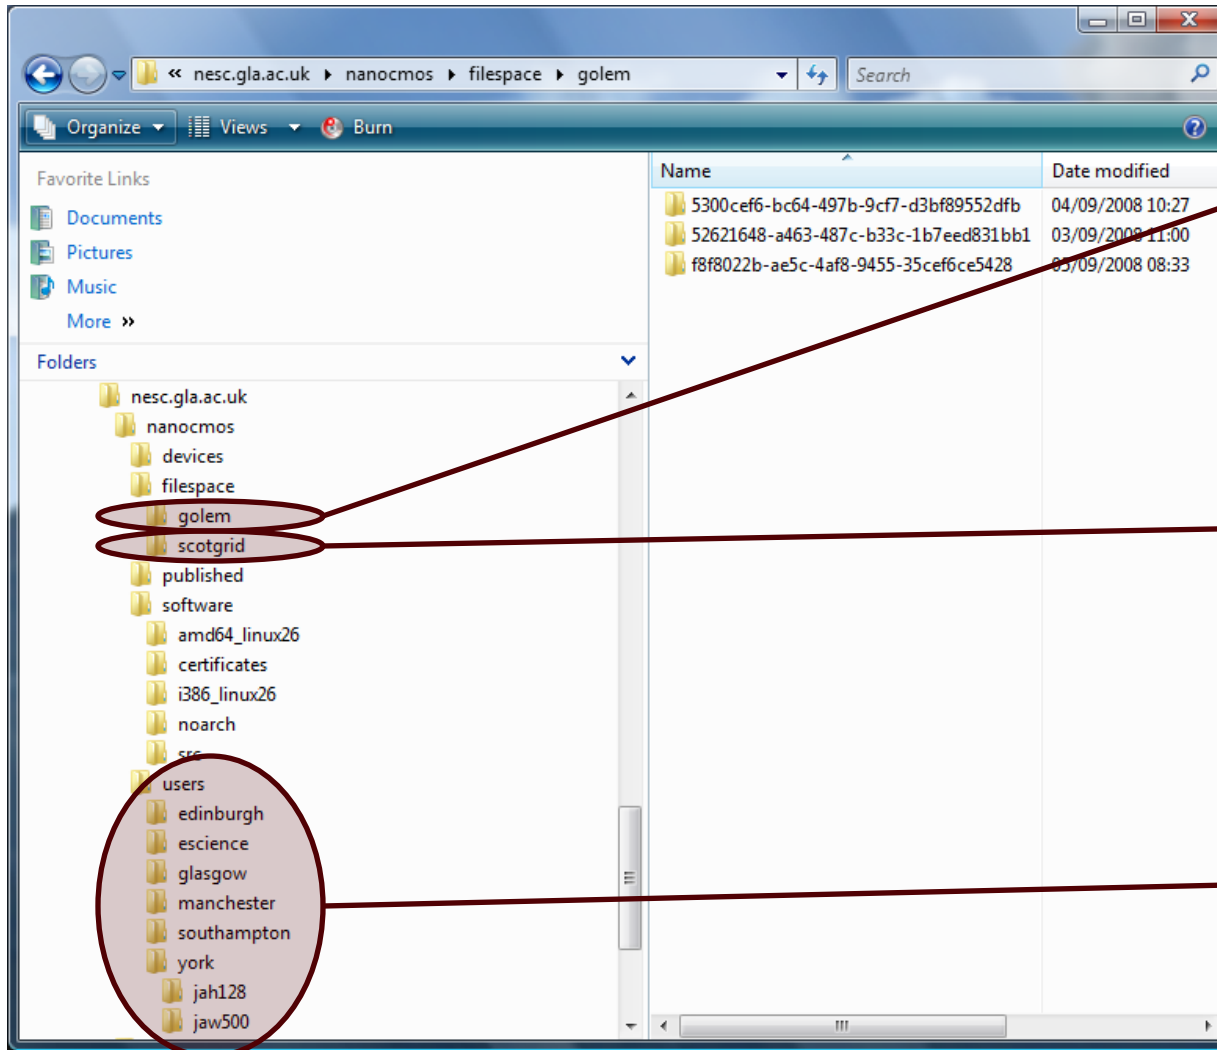 « nesc.gla.ac.uk ▸ nanocmos ▸ filespace ▸ golem
Search
Organize Views Burn
Favorite Links
Documents
Pictures
Music
More »
Folders
nesc.gla.ac.uk
nanocmos
devices
filespace
golem
scotgrid
published
software
amd64_linux26
certificates
i386_linux26
noarch
src
users
edinburgh
escience
glasgow
manchester
southampton
york
jah128
jaw500
Name Date modified
5300cef6-bc64-497b-9cf7-d3bf89552dfb 04/09/2008 10:27
52621648-a463-487c-b33c-1b7eed831bb1 03/09/2008 11:00
f8f8022b-ae5c-4af8-9455-35cef6ce5428 05/09/2008 08:33